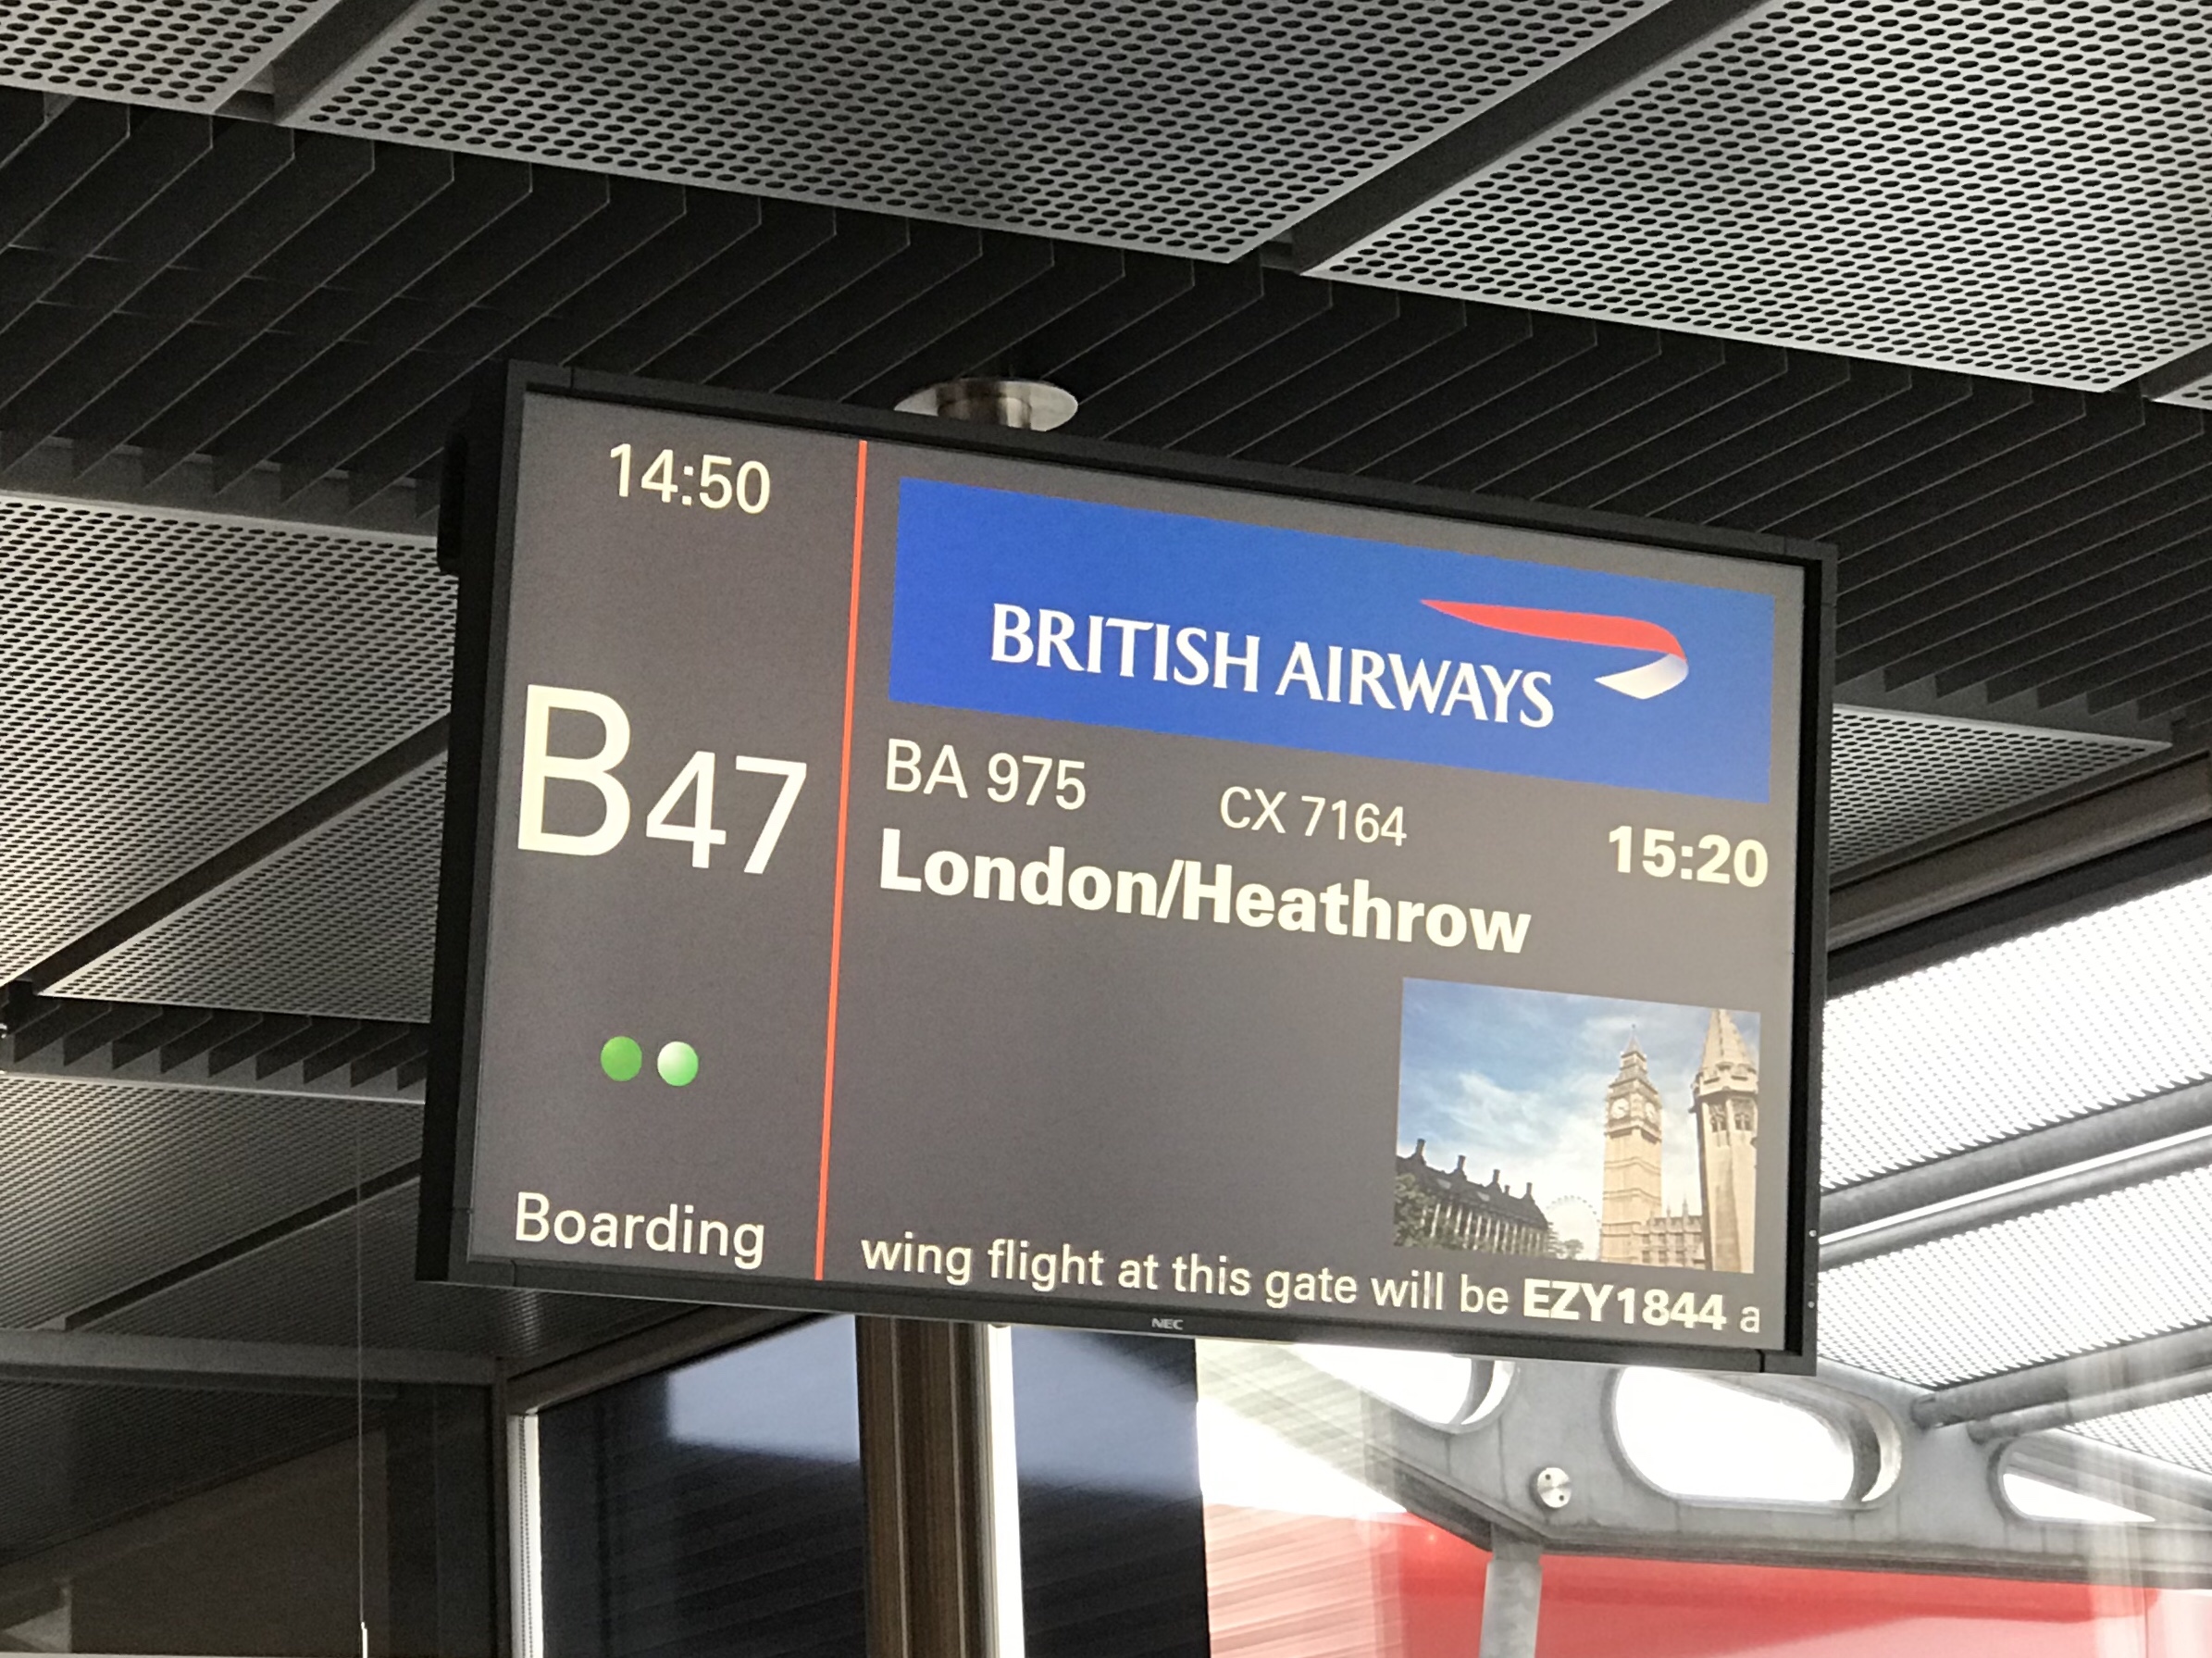 14:50
B47
Boarding
BRITISH AIRWAYS
BA 975 CX 7164 15:20
London/Heathrow
wing flight at this gate will be EZY1844 a
NEC